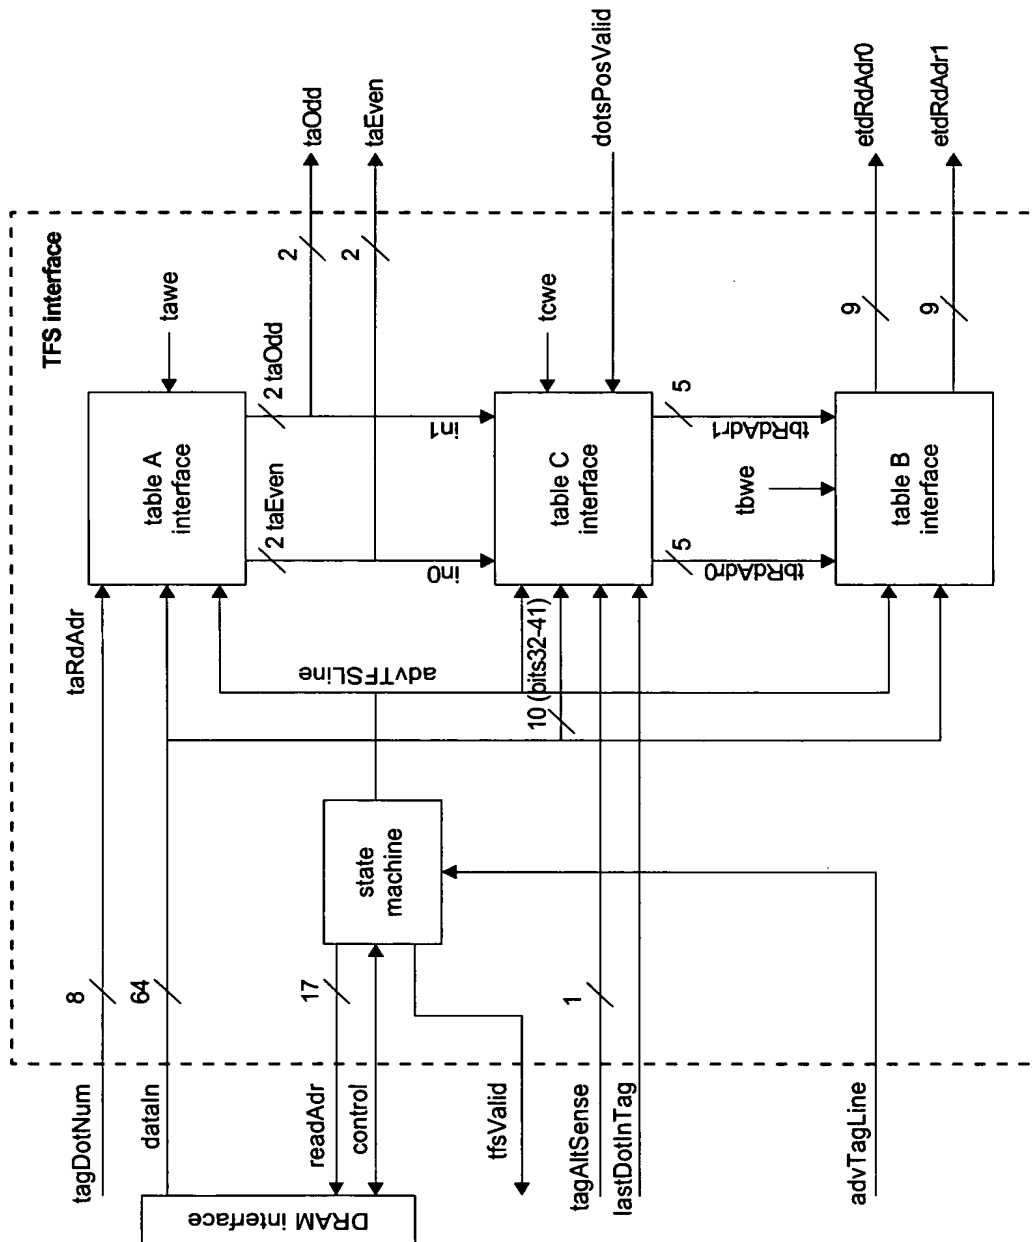 TFS interface
tagDotNum
8
taRdAdr
dataIn
64
DRAM interface
readAdr
17
control
tfsValid
tagAltSense
1
lastDotInTag
advTagLine
state
machine
advTFSLine
10 (bits32-41)
table A
interface
tawe
2 taEven
2 taOdd
in0
in1
2
taOdd
2
taEven
table C
interface
tcwe
dotsPosValid
5
tbRdAdr0
5
tbRdAdr1
tbwe
table B
interface
9
etdRdAdr0
9
etdRdAdr1